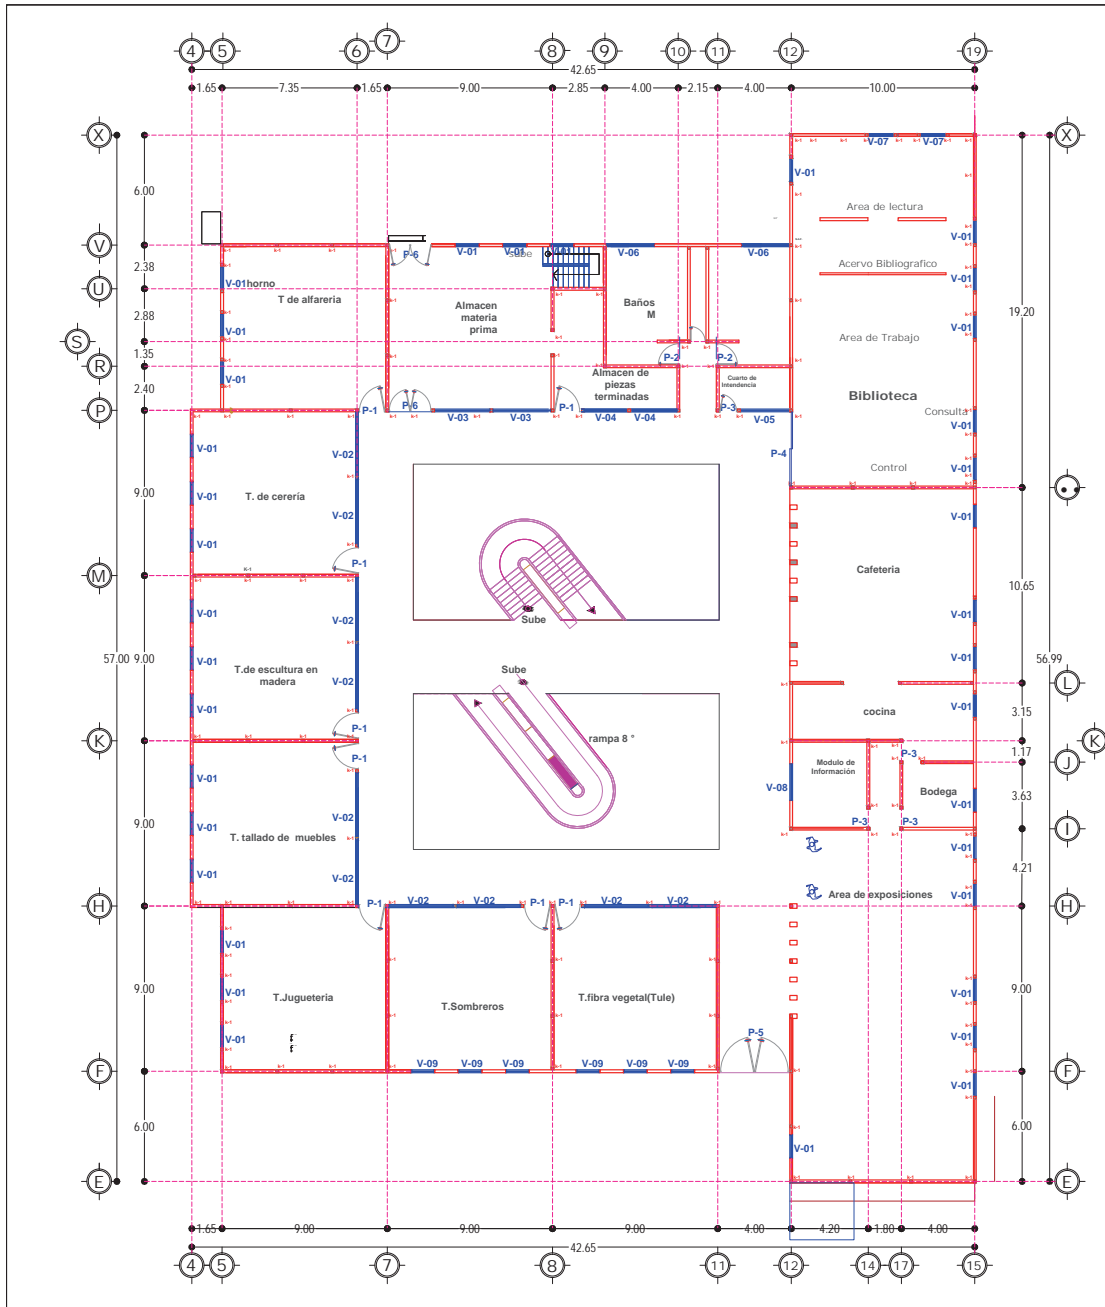 4 5 6 7 8 9 10 11 12 19
42.65
1.65 7.35 1.65 9.00 2.85 4.00 2.15 4.00 10.00
X X
V-07 V-07
V-01
6.00
Area de lectura
V-01
V
P-6 V-01 V-01 V-01 V-06 V-06
sube
2.38
Acervo Bibliografico
V-01
V-01 horno
U
T de alfareria
Almacen
materia
prima
Baños
M
19.20
2.88
V-01
V-01
Area de Trabajo
S
1.35
P-2 P-2
R
V-01
Almacen de
piezas
terminadas
Cuarto de
Intendencia
2.40
Biblioteca
P
P-1 P-6 V-03 V-03 P-1 V-04 V-04 P-3 V-05
Consulta
V-01
V-01 V-02
P-4
Control
V-01
9.00
V-01
T. de cerería
V-02
V-01
V-01
P-1
Cafeteria
K-1
M
10.65
V-01
V-02
Sube
V-01
57.00
9.00
V-01
T.de escultura en
madera
V-02
Sube
V-01
56.99
L
V-01
cocina
V-01
3.15
P-1
rampa 8 °
K K
P-1
P-3
1.17
V-01
Modulo de
Información
J
V-08
Bodega
V-01
3.63
9.00
V-01
V-02
T. tallado de muebles
P-3 P-3
I
V-01
V-01
V-02
4.21
Area de exposiciones
V-01
H H
P-1 V-02 V-02 P-1 P-1 V-02 V-02
V-01
9.00
V-01
T.Jugueteria
T.Sombreros
T.fibra vegetal(Tule)
V-01
9.00
V-01
P-5
V-01
V-09 V-09 V-09 V-09 V-09 V-09
F F
V-01
6.00 6.00
V-01
E E
1.65 9.00 9.00 9.00 4.00 4.20 1.80 4.00
42.65
4 5 7 8 11 12 14 17 15